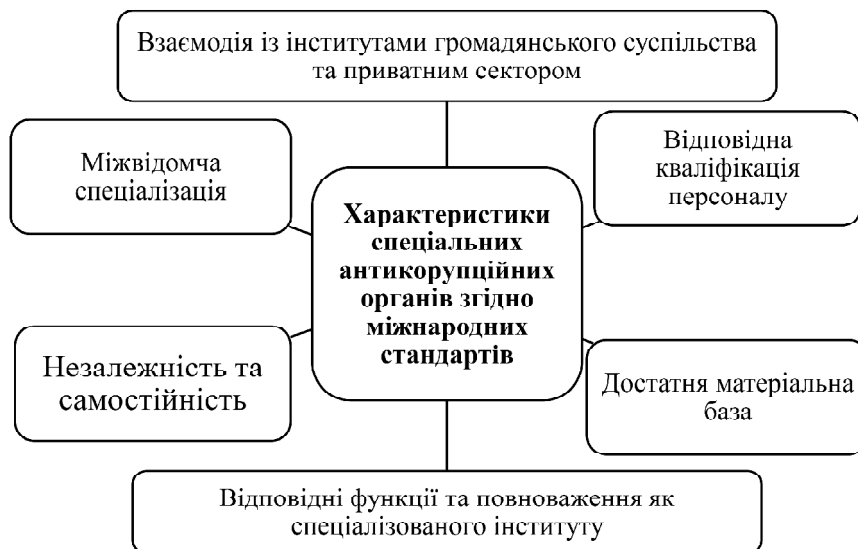 Взаємодія із інститутами громадянського суспільства
та приватним сектором
Міжвідомча
спеціалізація
Відповідна
кваліфікація
персоналу
Характеристики
спеціальних
антикорупційних
органів згідно
міжнародних
стандартів
Незалежність та
самостійність
Достатня матеріальна
база
Відповідні функції та повноваження як
спеціалізованого інституту